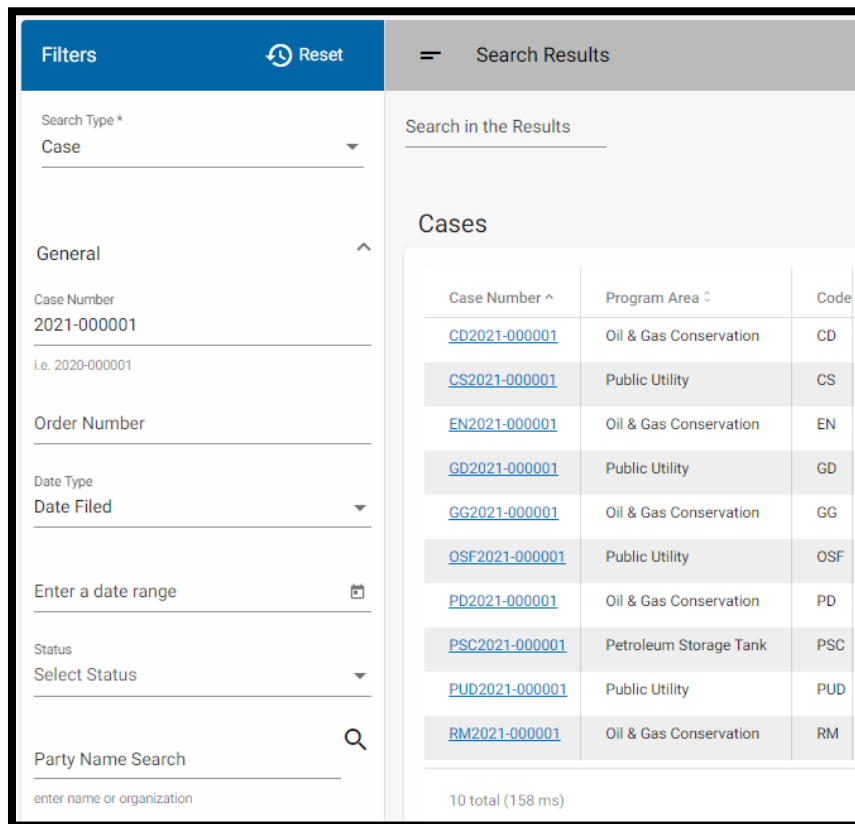 Filters
Reset
Search Type *
Case
General
Case Number
2021-000001
i.e. 2020-000001
Order Number
Date Type
Date Filed
Enter a date range
Status
Select Status
Party Name Search
enter name or organization
Search Results
Search in the Results
Cases
Case Number Program Area Code
CD2021-000001 Oil & Gas Conservation CD
CS2021-000001 Public Utility CS
EN2021-000001 Oil & Gas Conservation EN
GD2021-000001 Public Utility GD
GG2021-000001 Oil & Gas Conservation GG
OSF2021-000001 Public Utility OSF
PD2021-000001 Oil & Gas Conservation PD
PSC2021-000001 Petroleum Storage Tank PSC
PUD2021-000001 Public Utility PUD
RM2021-000001 Oil & Gas Conservation RM
10 total (158 ms)